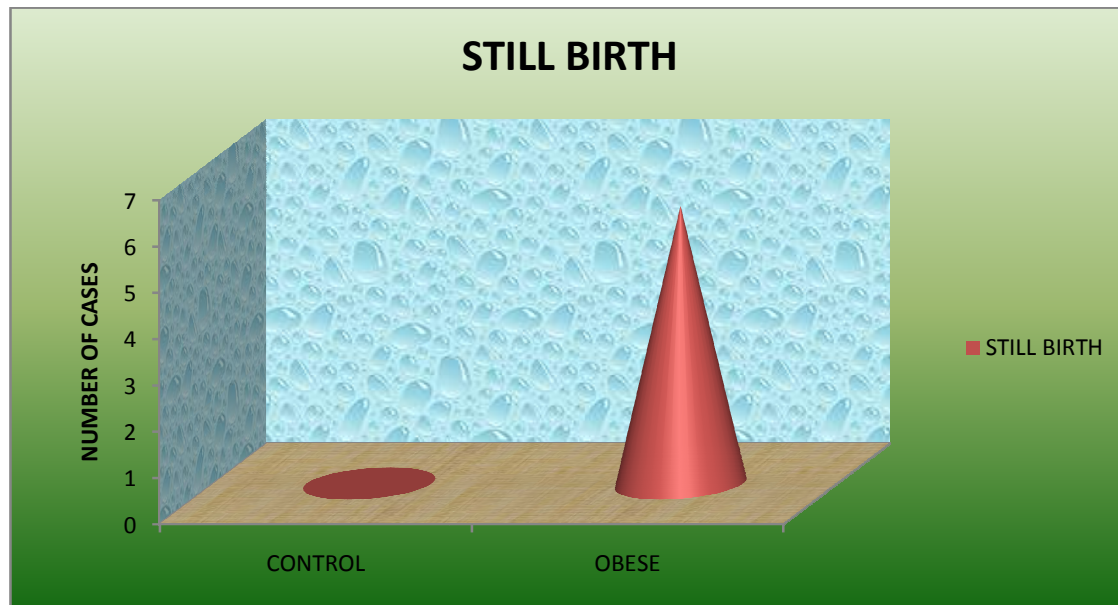 STILL BIRTH
NUMBER OF CASES
7
6
5
4
3
2
1
0
CONTROL
OBESE
STILL BIRTH